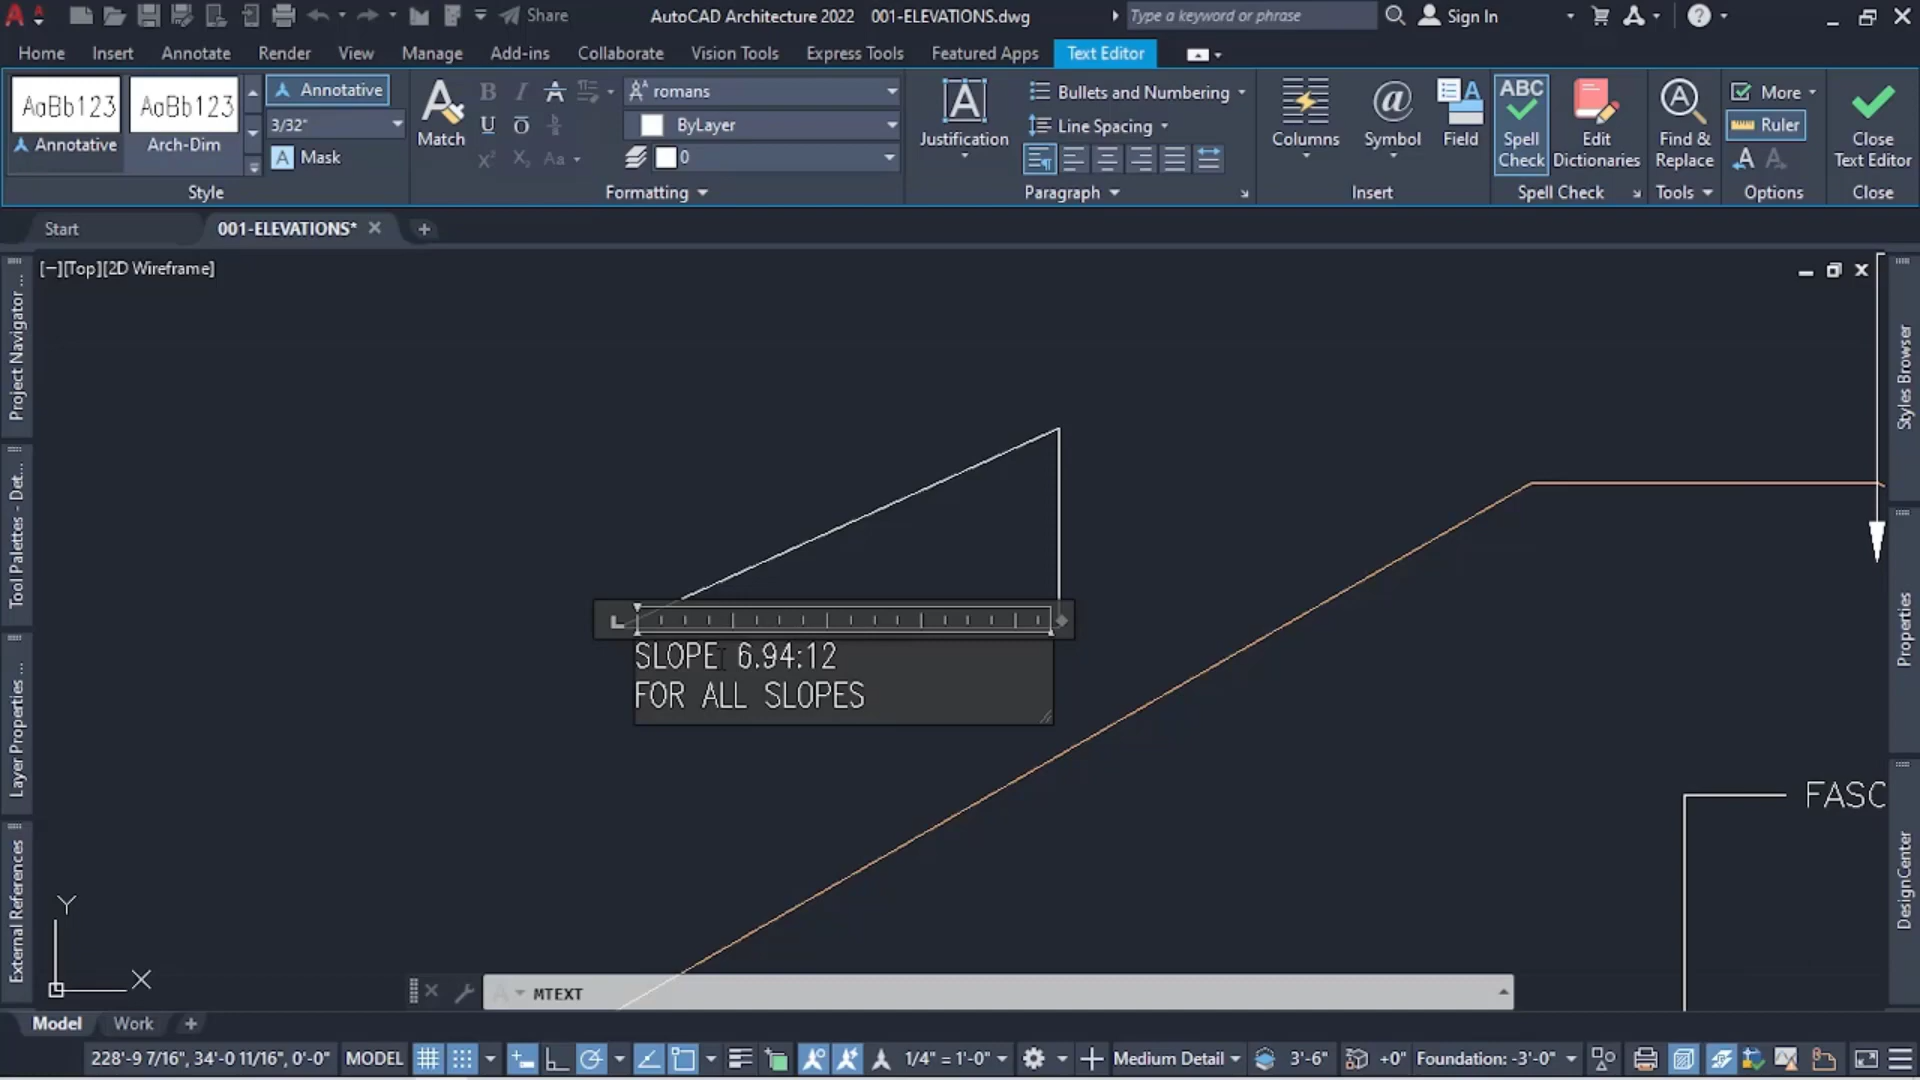 Share
AutoCAD Architecture 2022 001-ELEVATIONS.dwg
Type a keyword or phrase
Sign In
Home Insert Annotate Render View Manage Add-ins Collaborate Vision Tools Express Tools Featured Apps Text Editor
AaBb123 AaBb123
Annotative Arch-Dim
Annotative
3/32"
Mask
Style
Match
romans
ByLayer
0
Formatting
Justification
Bullets and Numbering
Line Spacing
Paragraph
Columns
Symbol
Field
Insert
ABC
Spell
Check
Edit
Dictionaries
Spell Check
Find &
Replace
Tools
More
Ruler
Options
Close
Text Editor
Close
Start
001-ELEVATIONS*
[−][Top][2D Wireframe]
Project Navigator ...
Tool Palettes - Det...
Layer Properties ...
External References
Styles Browser
Properties
DesignCenter
SLOPE 6.94:12
FOR ALL SLOPES
FASC
Y
X
MTEXT
Model Work
228'-9 7/16", 34'-0 11/16", 0'-0" MODEL 1/4" = 1'-0" Medium Detail 3'-6" +0" Foundation: -3'-0"